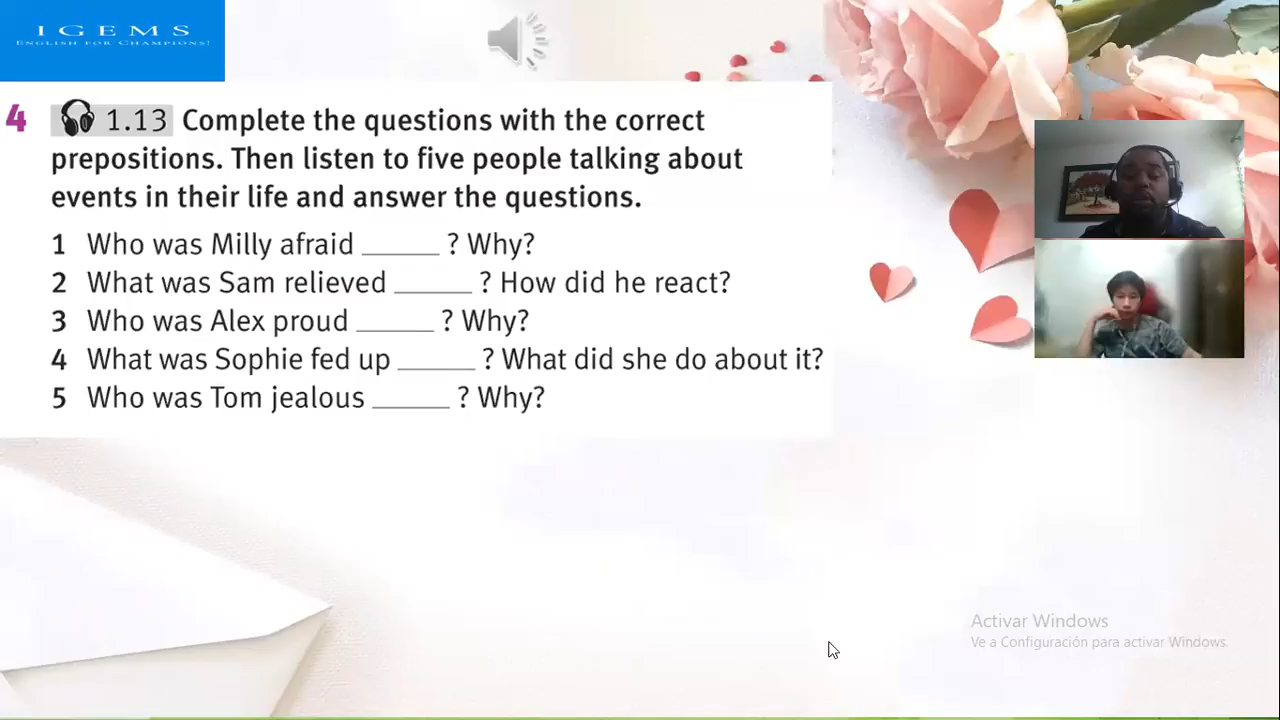 IGEMS
ENGLISH FOR CHAMPIONS!
4 1.13 Complete the questions with the correct
prepositions. Then listen to five people talking about
events in their life and answer the questions.
1 Who was Milly afraid ______ ? Why?
2 What was Sam relieved ______ ? How did he react?
3 Who was Alex proud ______ ? Why?
4 What was Sophie fed up ______ ? What did she do about it?
5 Who was Tom jealous ______ ? Why?
Activar Windows
Ve a Configuración para activar Windows.